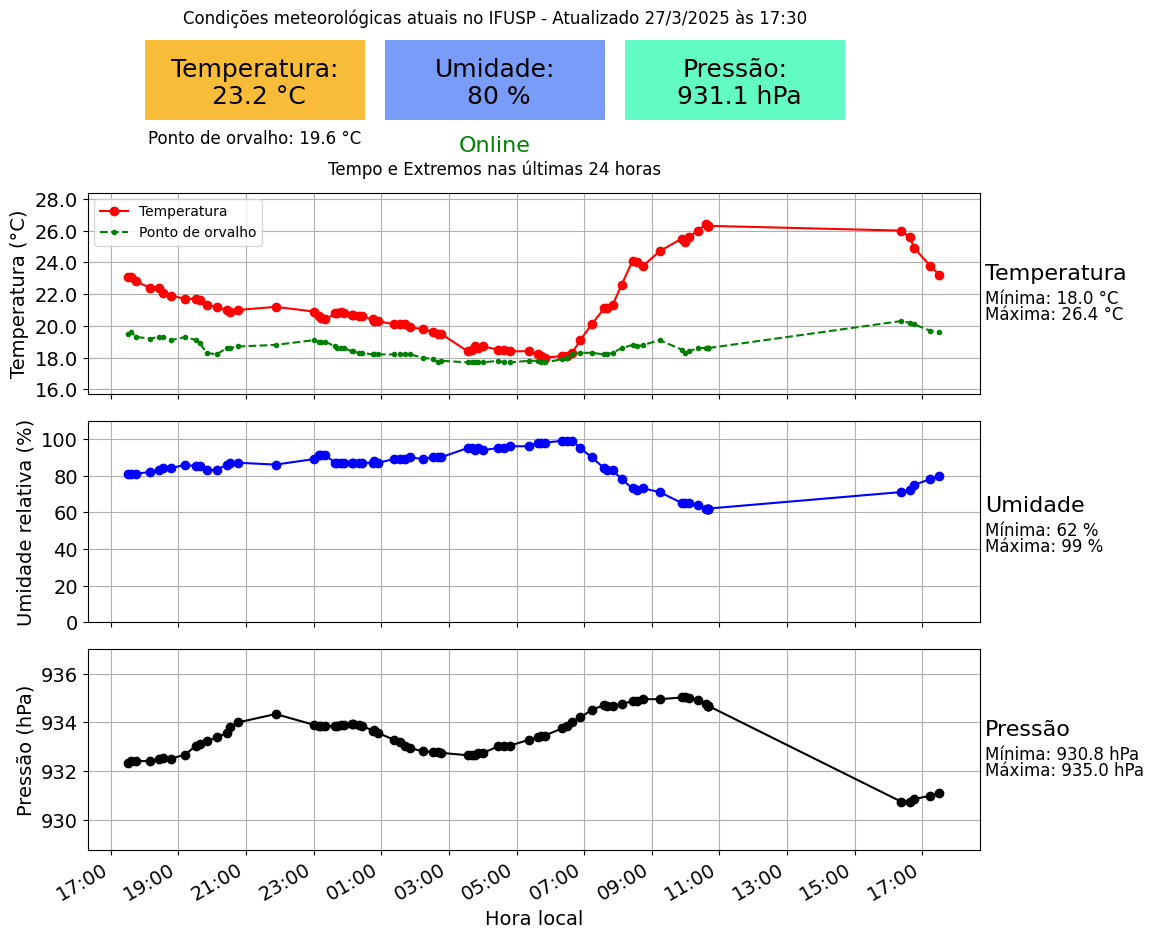 Condições meteorológicas atuais no IFUSP - Atualizado 27/3/2025 às 17:30
Temperatura:
23.2 °C
Umidade:
80 %
Pressão:
931.1 hPa
Ponto de orvalho: 19.6 °C
Online
Tempo e Extremos nas últimas 24 horas
Temperatura (°C)
28.0
26.0
24.0
22.0
20.0
18.0
16.0
Temperatura
Ponto de orvalho
Temperatura
Mínima: 18.0 °C
Máxima: 26.4 °C
Umidade relativa (%)
100
80
60
40
20
0
Umidade
Mínima: 62 %
Máxima: 99 %
Pressão (hPa)
936
934
932
930
Pressão
Mínima: 930.8 hPa
Máxima: 935.0 hPa
17:00
19:00
21:00
23:00
01:00
03:00
05:00
07:00
09:00
11:00
13:00
15:00
17:00
Hora local